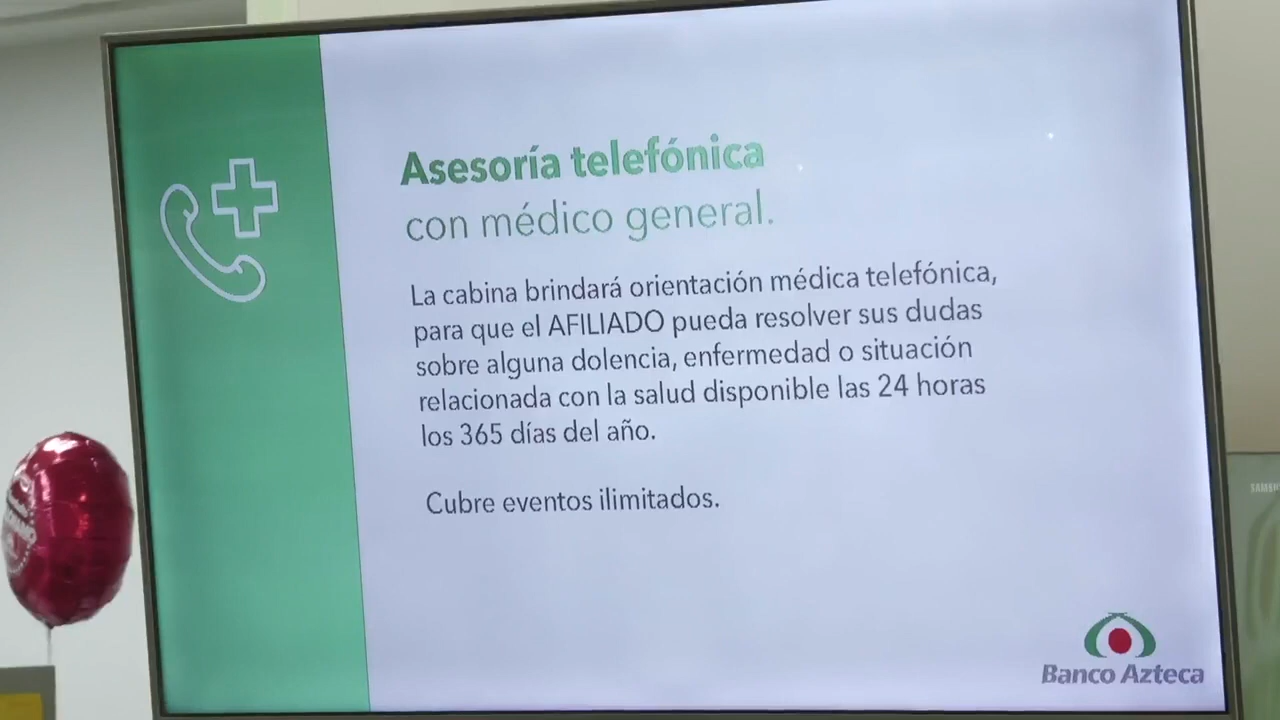 Asesoría telefónica
con médico general.
La cabina brindará orientación médica telefónica,
para que el AFILIADO pueda resolver sus dudas
sobre alguna dolencia, enfermedad o situación
relacionada con la salud disponible las 24 horas
los 365 días del año.
Cubre eventos ilimitados.
Banco Azteca